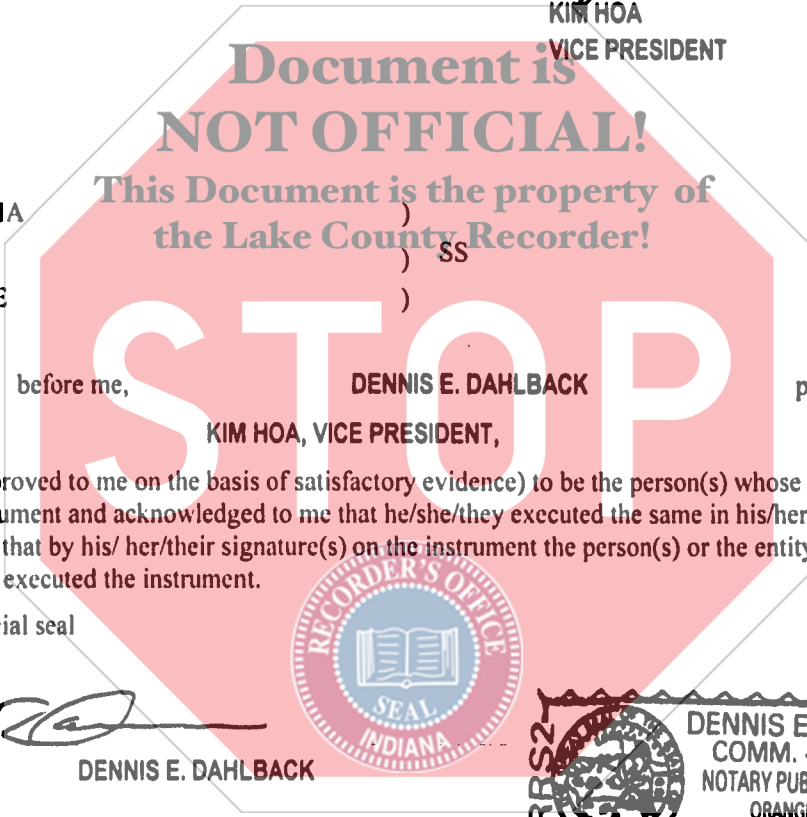 KIM HOA
VICE PRESIDENT
Document is
NOT OFFICIAL!
This Document is the property of
the Lake County Recorder!
IA )
) SS
E )
STOP
before me, DENNIS E. DAHLBACK p
KIM HOA, VICE PRESIDENT,
roved to me on the basis of satisfactory evidence) to be the person(s) whose
ument and acknowledged to me that he/she/they executed the same in his/her
that by his/ her/their signature(s) on the instrument the person(s) or the entity
executed the instrument.
ial seal
RECORDER'S OFFICE
SEAL
INDIANA
DENNIS E. DAHLBACK
DENNIS E
COMM.
NOTARY PUB
ORANG